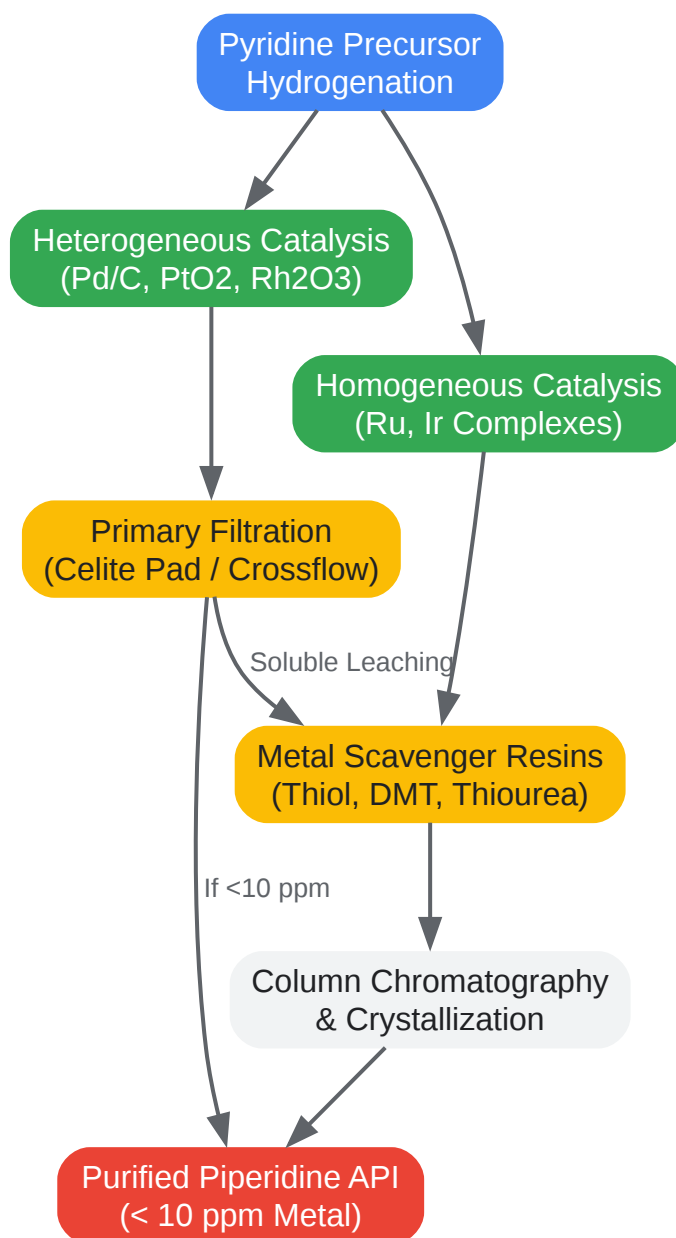 Pyridine Precursor
Hydrogenation
Heterogeneous Catalysis
(Pd/C, PtO2, Rh2O3)
Homogeneous Catalysis
(Ru, Ir Complexes)
Primary Filtration
(Celite Pad / Crossflow)
Soluble Leaching
Metal Scavenger Resins
(Thiol, DMT, Thiourea)
If <10 ppm
Column Chromatography
& Crystallization
Purified Piperidine API
(< 10 ppm Metal)